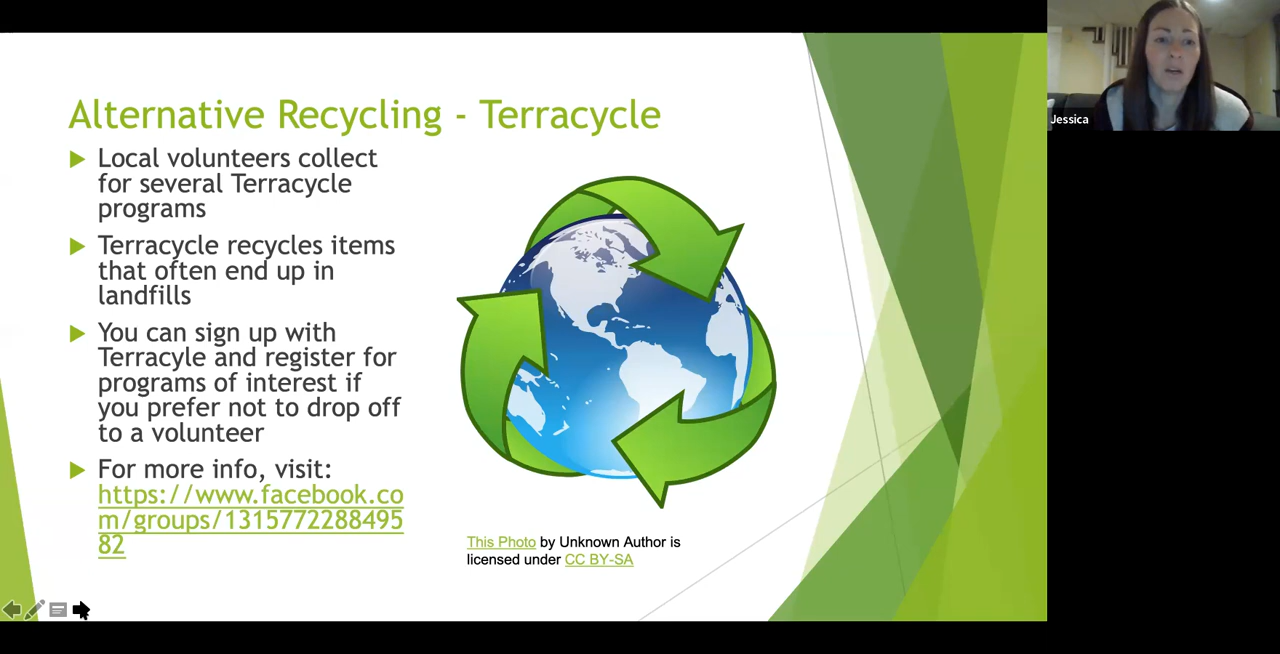 Alternative Recycling - Terracycle
Local volunteers collect
for several Terracycle
programs
Terracycle recycles items
that often end up in
landfills
You can sign up with
Terracyle and register for
programs of interest if
you prefer not to drop off
to a volunteer
For more info, visit:
https://www.facebook.co
m/groups/1315772288495
82
This Photo by Unknown Author is
licensed under CC BY-SA
Jessica